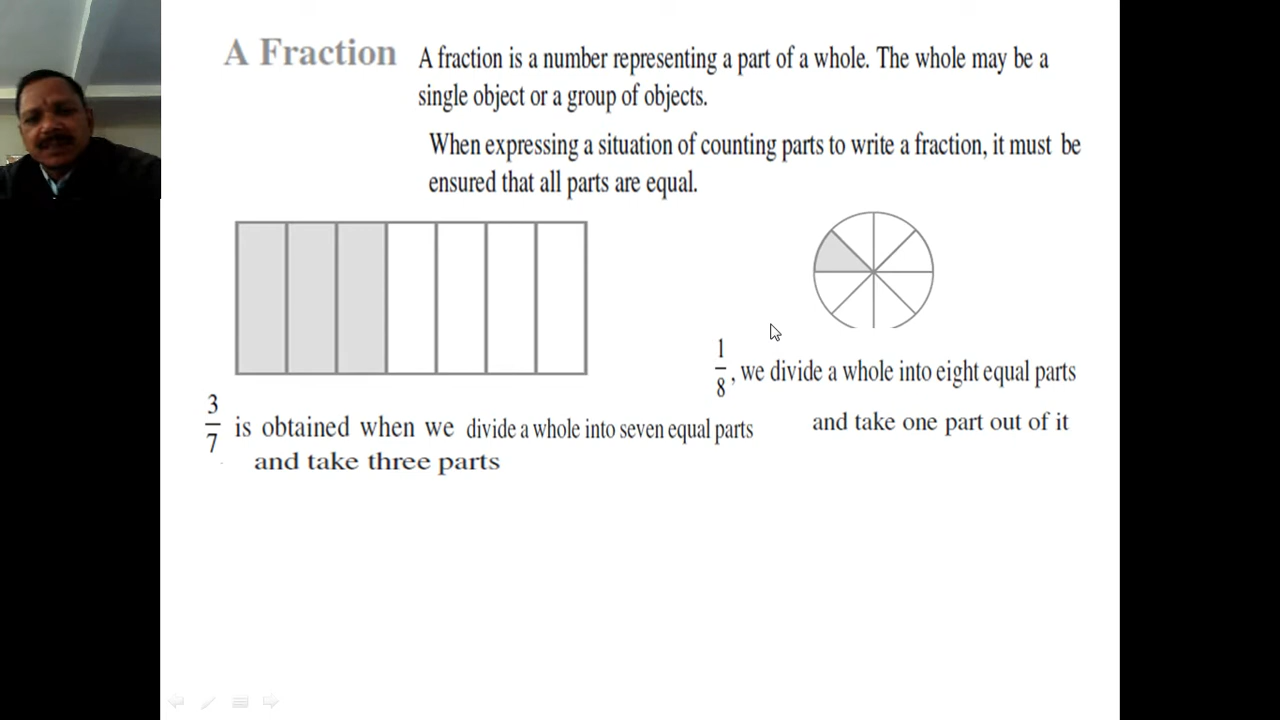 A Fraction
A fraction is a number representing a part of a whole. The whole may be a
single object or a group of objects.
When expressing a situation of counting parts to write a fraction, it must be
ensured that all parts are equal.
1/8, we divide a whole into eight equal parts
and take one part out of it
3/7 is obtained when we divide a whole into seven equal parts
and take three parts